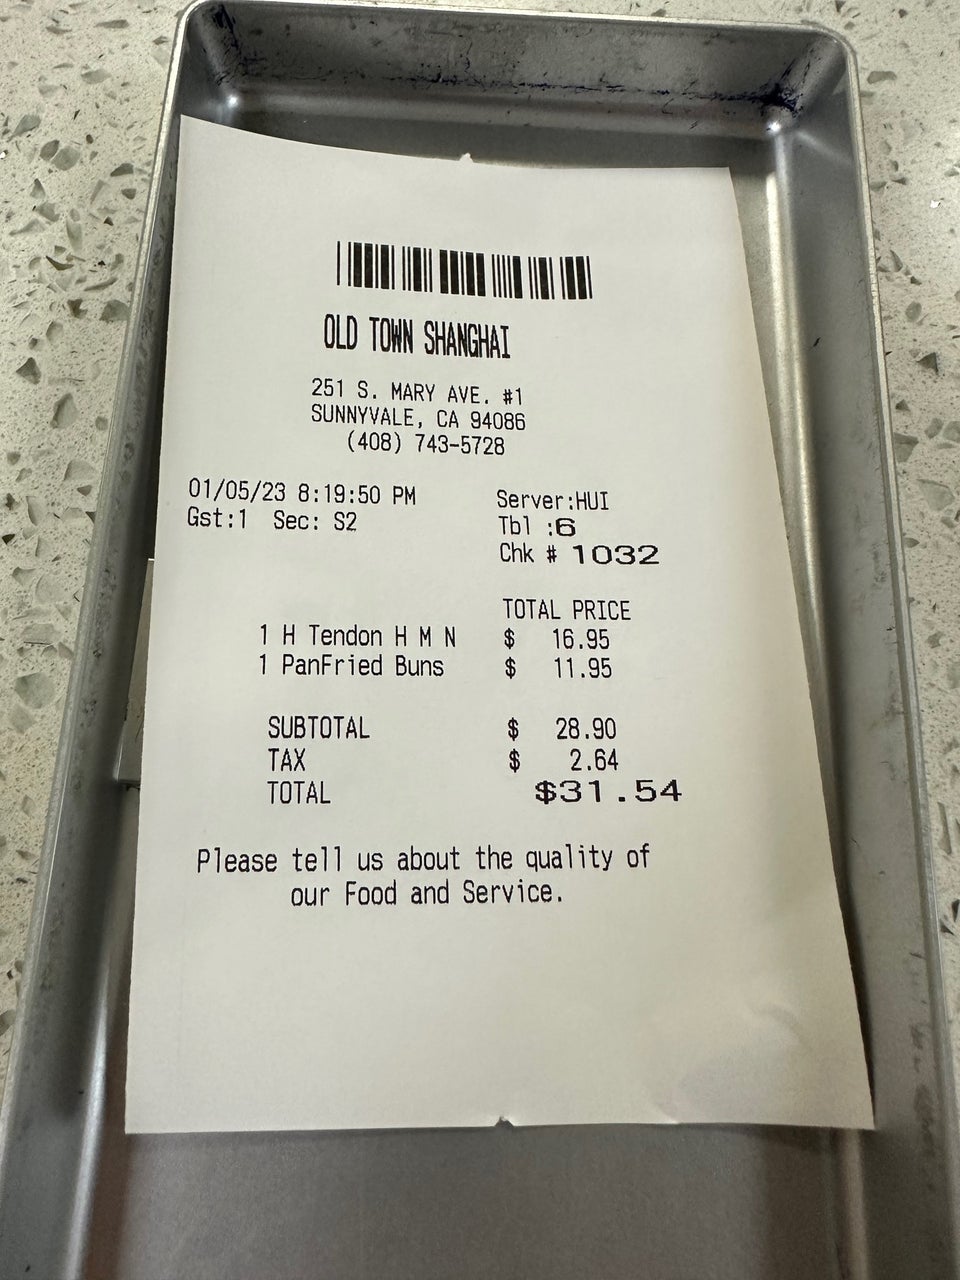 OLD TOWN SHANGHAI
251 S. MARY AVE. #1
SUNNYVALE, CA 94086
(408) 743-5728
01/05/23 8:19:50 PM Server:HUI
Gst:1 Sec: S2 Tbl :6
Chk # 1032
TOTAL PRICE
1 H Tendon H M N $ 16.95
1 PanFried Buns $ 11.95
SUBTOTAL $ 28.90
TAX $ 2.64
TOTAL $31.54
Please tell us about the quality of
our Food and Service.